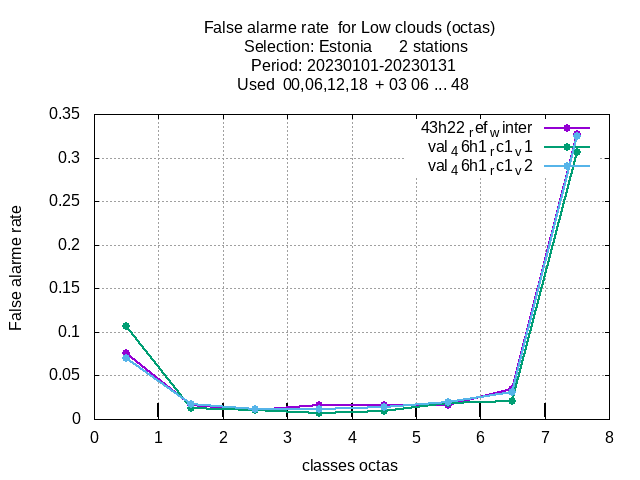 False alarme rate  for Low clouds (octas)
Selection: Estonia      2 stations
Period: 20230101-20230131
Used  00,06,12,18  + 03 06 ... 48
43h22_ref_winter
val_46h1_rc1_v1
val_46h1_rc1_v2
0.35
0.3
0.25
0.2
0.15
0.1
0.05
0
False alarme rate
0 1 2 3 4 5 6 7 8
classes octas